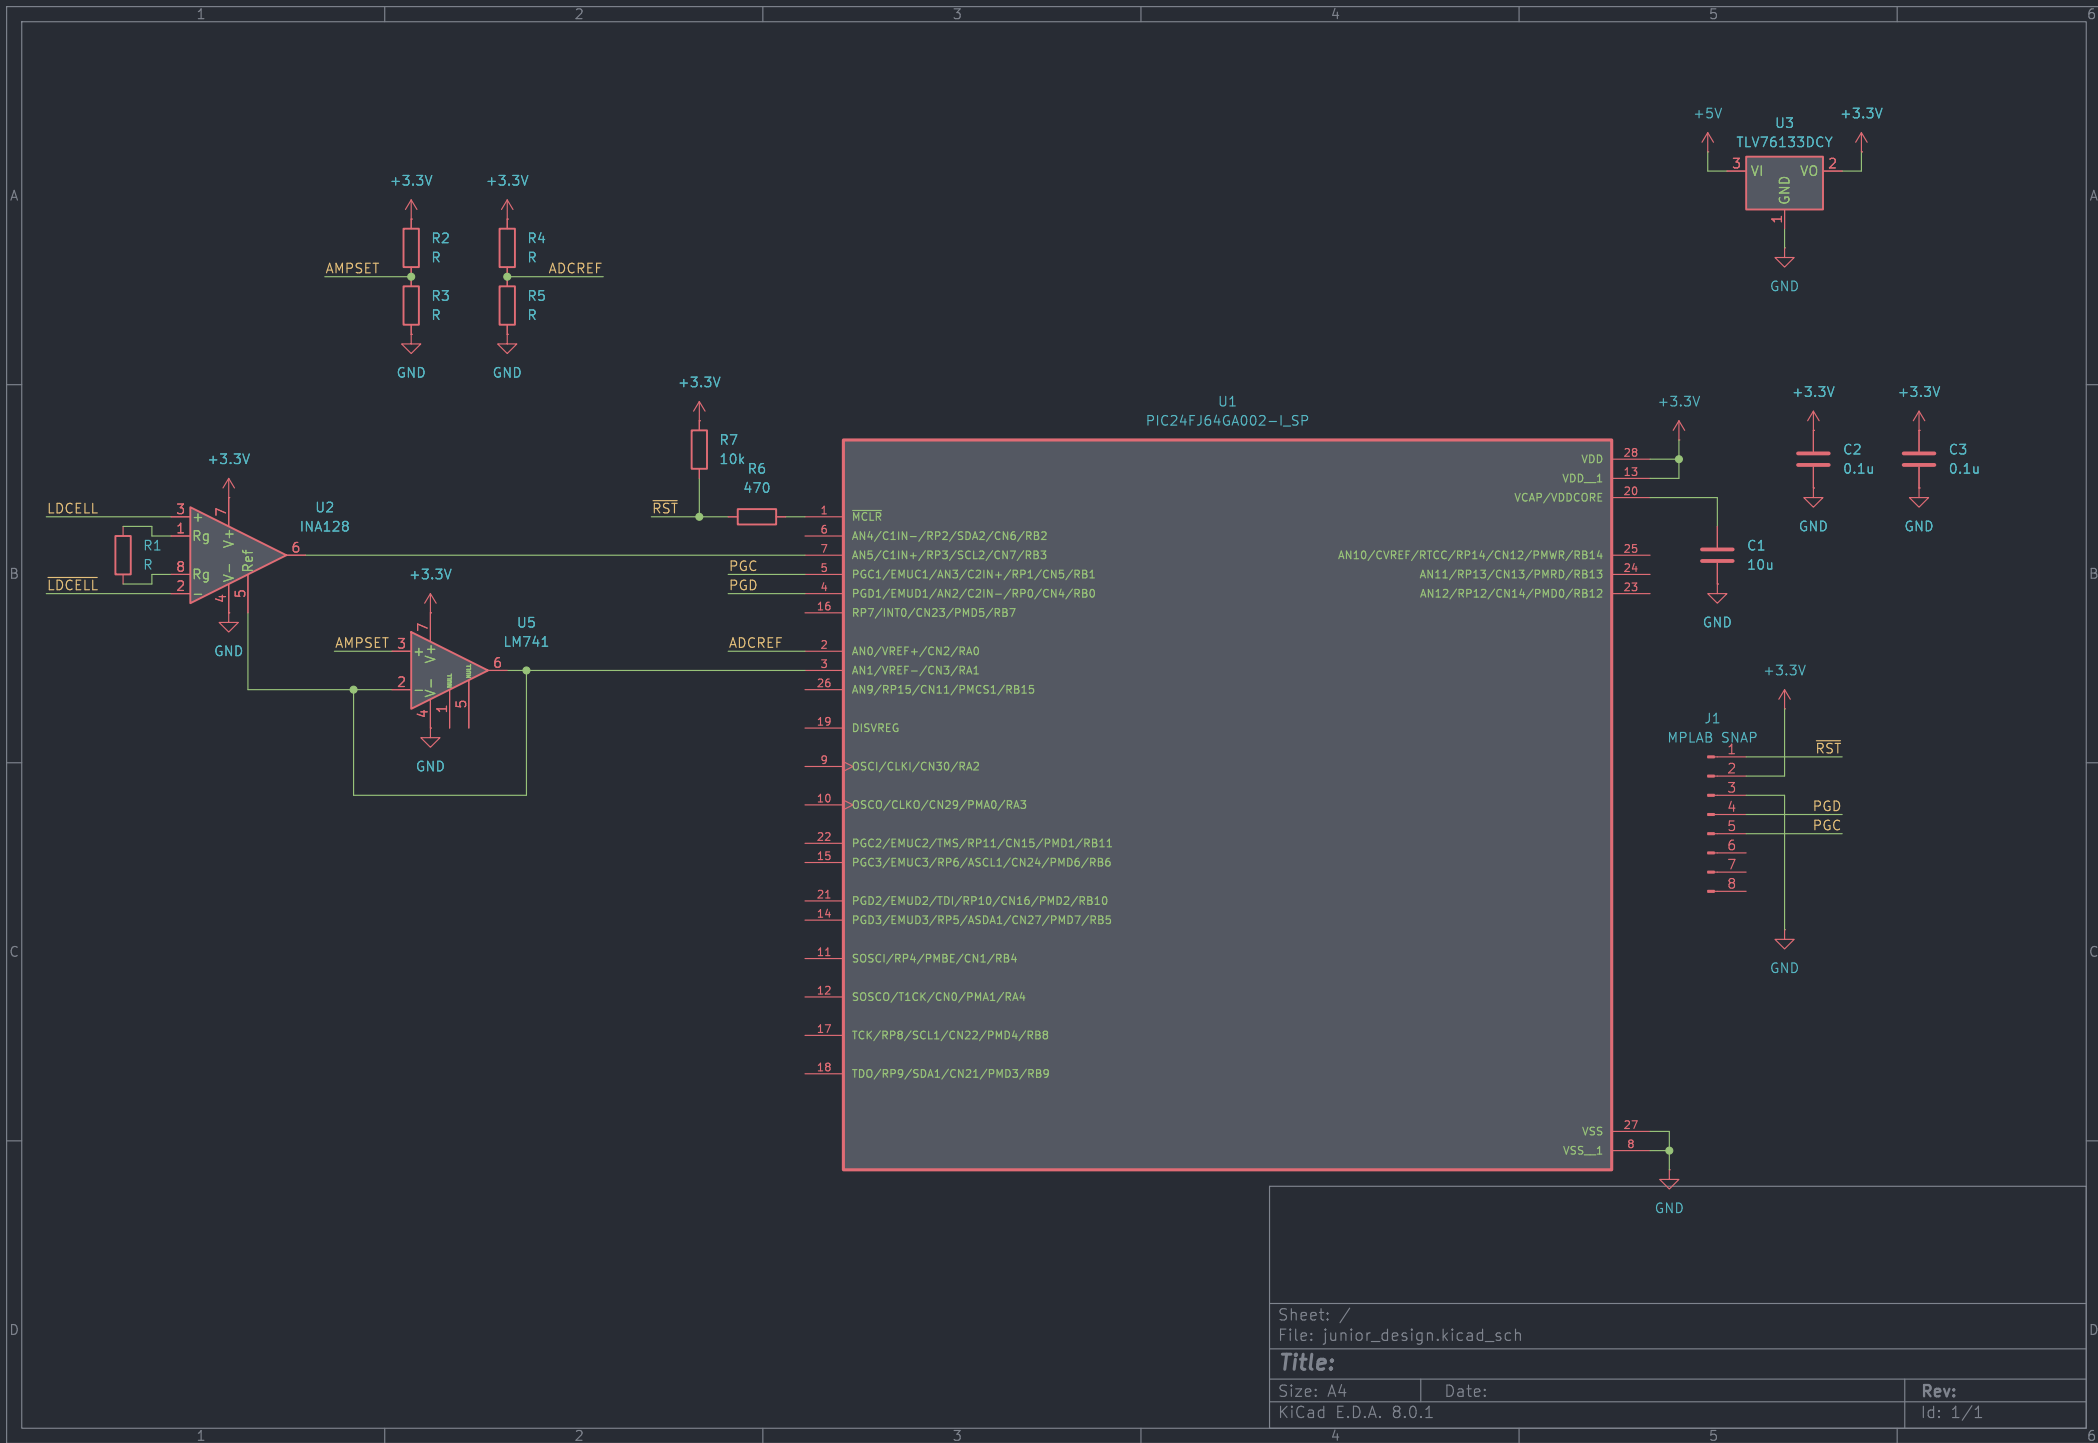 1 2 3 4 5 6
A
B
C
D
A
B
C
D
+5V
U3
TLV76133DCY
+3.3V
3 VI VO 2
GND
1
GND
+3.3V
R2
R
AMPSET
R3
R
GND
+3.3V
R4
R
ADCREF
R5
R
GND
+3.3V
R7
10k
R6
470
RST
+3.3V
U2
INA128
LDCELL
LDCELL
R1
R
3 +
1 Rg
8 Rg
2 -
7 V+
4 V-
5 Ref
6
GND
+3.3V
U5
LM741
AMPSET
3 +
2 -
7 V+
4 V-
1 NULL
5 NULL
6
GND
PGC
PGD
ADCREF
U1
PIC24FJ64GA002-I_SP
1 MCLR
6 AN4/C1IN-/RP2/SDA2/CN6/RB2
7 AN5/C1IN+/RP3/SCL2/CN7/RB3
5 PGC1/EMUC1/AN3/C2IN+/RP1/CN5/RB1
4 PGD1/EMUD1/AN2/C2IN-/RP0/CN4/RB0
16 RP7/INT0/CN23/PMD5/RB7
2 AN0/VREF+/CN2/RA0
3 AN1/VREF-/CN3/RA1
26 AN9/RP15/CN11/PMCS1/RB15
19 DISVREG
9 OSCI/CLKI/CN30/RA2
10 OSCO/CLKO/CN29/PMA0/RA3
22 PGC2/EMUC2/TMS/RP11/CN15/PMD1/RB11
15 PGC3/EMUC3/RP6/ASCL1/CN24/PMD6/RB6
21 PGD2/EMUD2/TDI/RP10/CN16/PMD2/RB10
14 PGD3/EMUD3/RP5/ASDA1/CN27/PMD7/RB5
11 SOSCI/RP4/PMBE/CN1/RB4
12 SOSCO/T1CK/CN0/PMA1/RA4
17 TCK/RP8/SCL1/CN22/PMD4/RB8
18 TDO/RP9/SDA1/CN21/PMD3/RB9
VDD 28
VDD__1 13
VCAP/VDDCORE 20
AN10/CVREF/RTCC/RP14/CN12/PMWR/RB14 25
AN11/RP13/CN13/PMRD/RB13 24
AN12/RP12/CN14/PMD0/RB12 23
VSS 27
VSS__1 8
GND
+3.3V
C1
10u
GND
+3.3V
C2
0.1u
GND
+3.3V
C3
0.1u
GND
+3.3V
J1
MPLAB SNAP
1 RST
2
3
4 PGD
5 PGC
6
7
8
GND
Sheet: /
File: junior_design.kicad_sch
Title:
Size: A4 Date: Rev:
KiCad E.D.A. 8.0.1 Id: 1/1
1 2 3 4 5 6